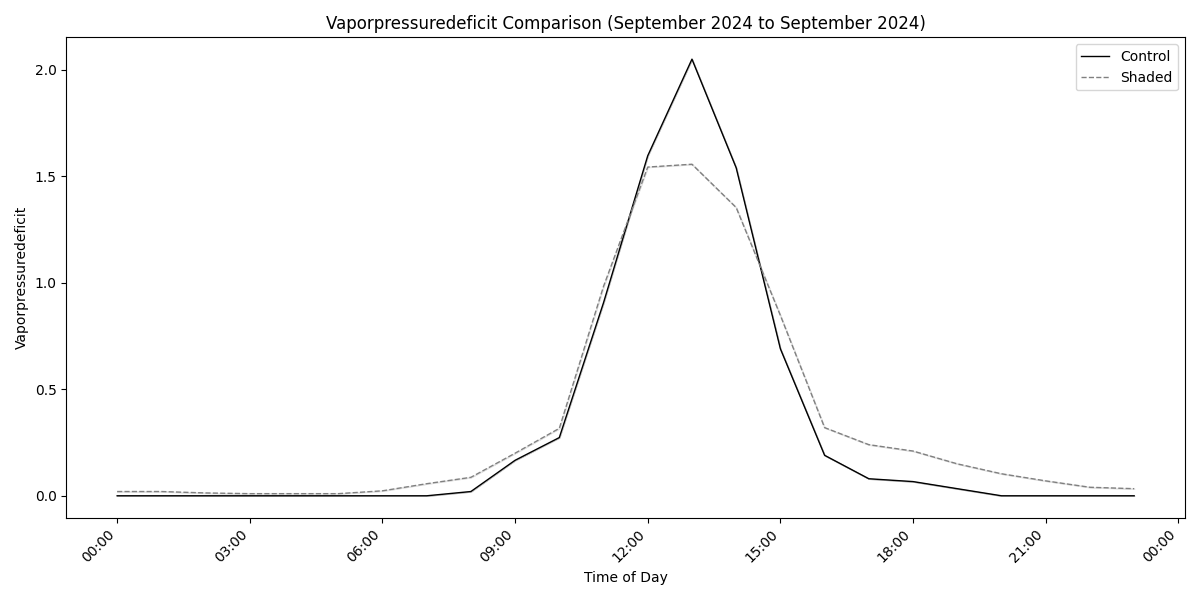 Vaporpressuredeficit Comparison (September 2024 to September 2024)
Control
Shaded
Vaporpressuredeficit
2.0
1.5
1.0
0.5
0.0
00:00
03:00
06:00
09:00
12:00
15:00
18:00
21:00
00:00
Time of Day